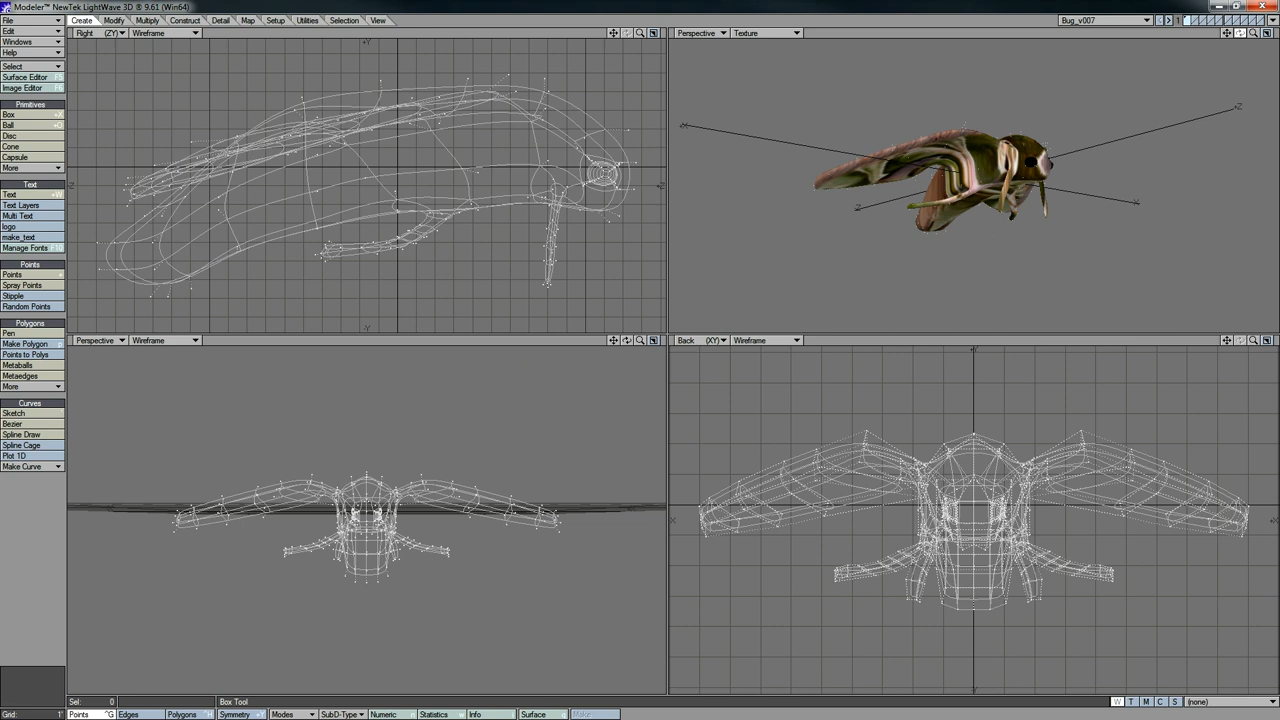 Modeler™ NewTek LightWave 3D ® 9.61 (Win64)
File
Create Modify Multiply Construct Detail Map Setup Utilities Selection View
Bug_v007
1
Edit
Windows
Help
Select
Surface Editor F5
Image Editor F6
Primitives
Box +X
Ball +O
Disc
Cone
Capsule
More
Text
Text +W
Text Layers
Multi Text
logo
make_text
Manage Fonts F10
Points
Points +
Spray Points
Stipple
Random Points
Polygons
Pen
Make Polygon p
Points to Polys
Metaballs
Metaedges
More
Curves
Sketch
Bezier
Spline Draw
Spline Cage
Plot 1D
Make Curve
Right (ZY) Wireframe
Perspective Texture
Perspective Wireframe
Back (XY) Wireframe
Sel: 0
Box Tool
W T M C S (none)
Grid: 1'
Points ^G Edges Polygons ^H Symmetry +Y Modes SubD-Type Numeric n Statistics w Info i Surface q Make